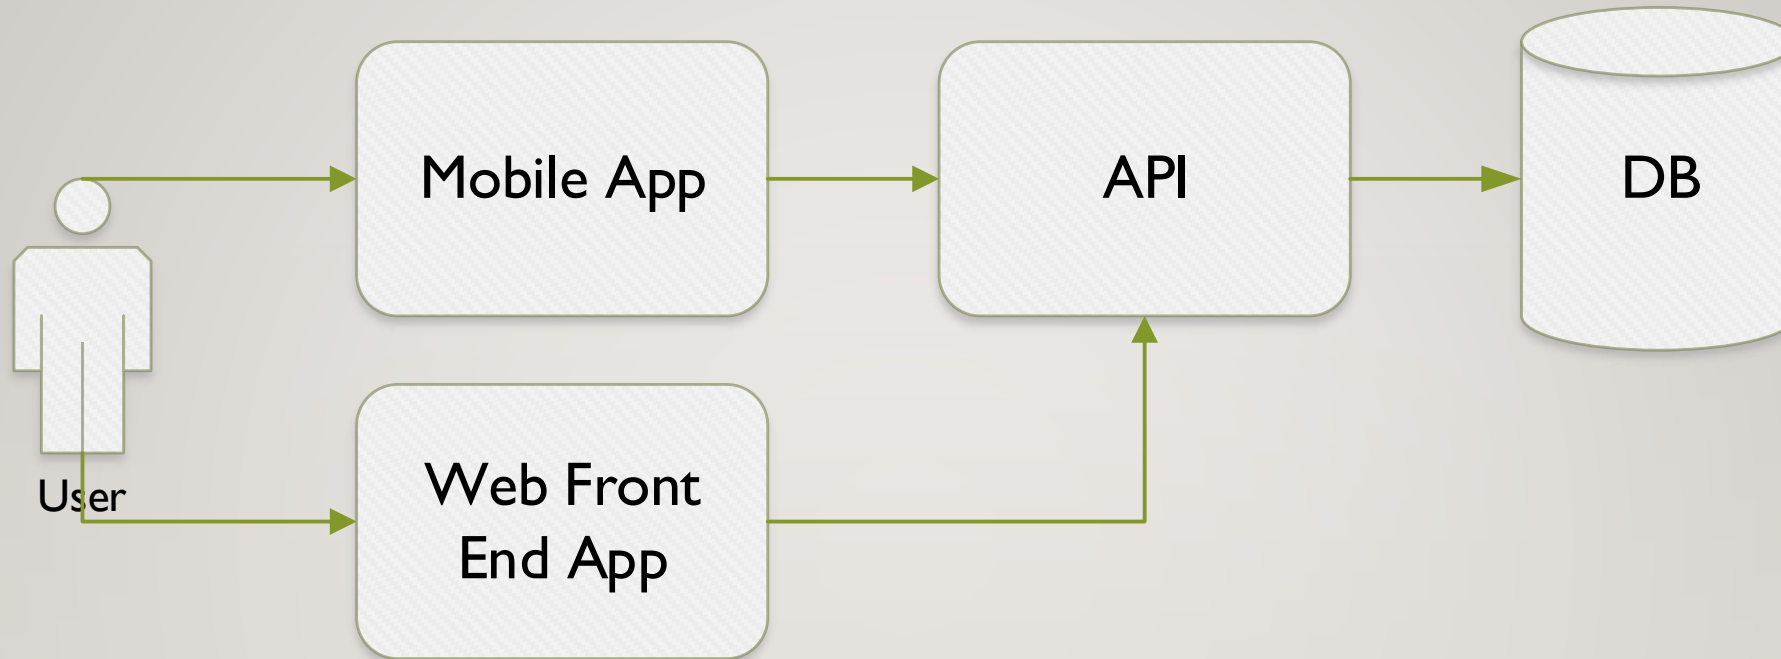 Mobile App
API
DB
User
Web Front
End App